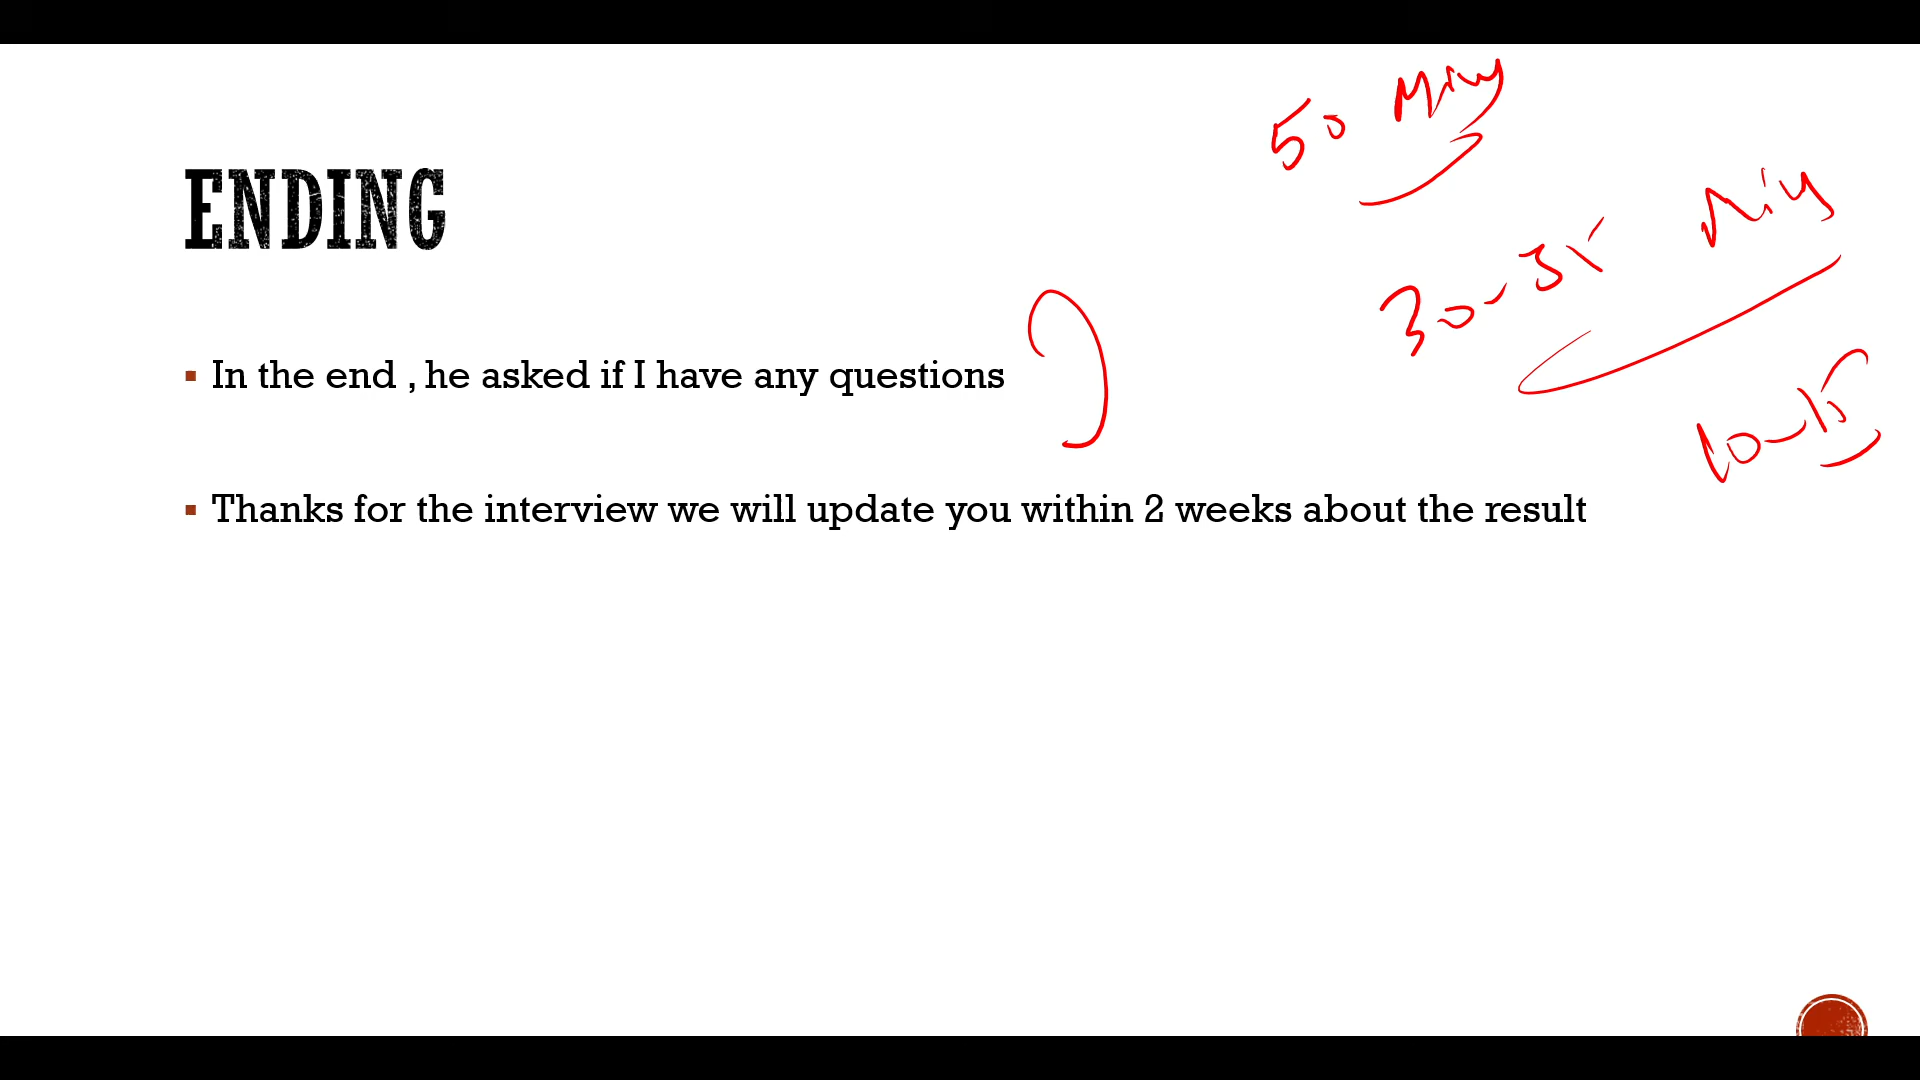 50 Min
ENDING
30-35 Min
In the end , he asked if I have any questions
10-15
Thanks for the interview we will update you within 2 weeks about the result